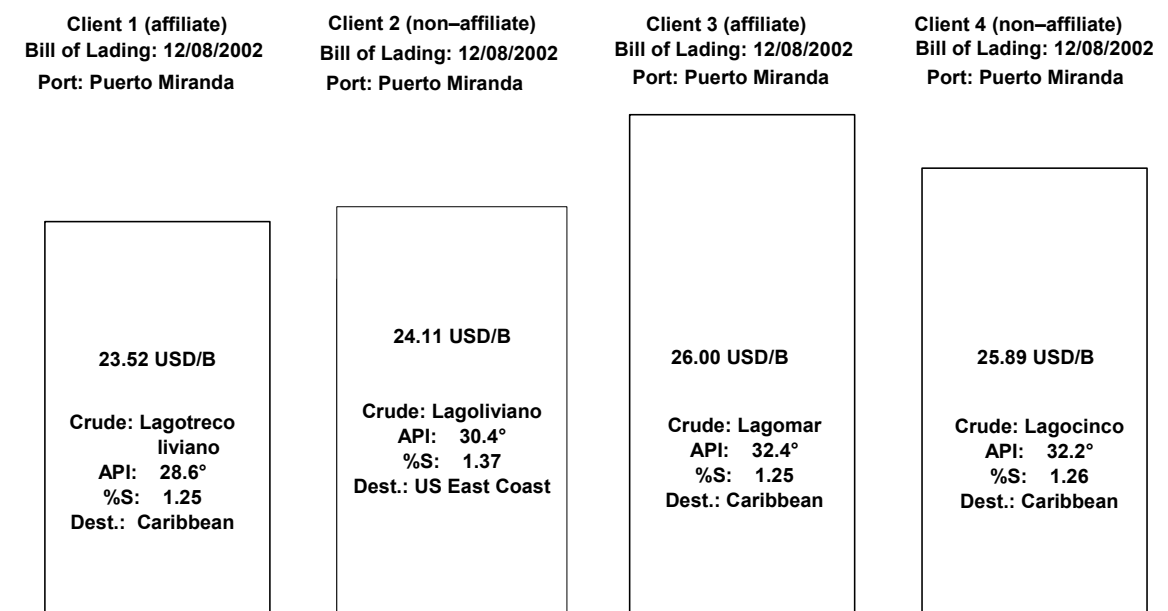 Client 1 (affiliate)
Bill of Lading: 12/08/2002
Port: Puerto Miranda
23.52 USD/B
Crude: Lagotreco
liviano
API: 28.6°
%S: 1.25
Dest.: Caribbean
Client 2 (non–affiliate)
Bill of Lading: 12/08/2002
Port: Puerto Miranda
24.11 USD/B
Crude: Lagoliviano
API: 30.4°
%S: 1.37
Dest.: US East Coast
Client 3 (affiliate)
Bill of Lading: 12/08/2002
Port: Puerto Miranda
26.00 USD/B
Crude: Lagomar
API: 32.4°
%S: 1.25
Dest.: Caribbean
Client 4 (non–affiliate)
Bill of Lading: 12/08/2002
Port: Puerto Miranda
25.89 USD/B
Crude: Lagocinco
API: 32.2°
%S: 1.26
Dest.: Caribbean